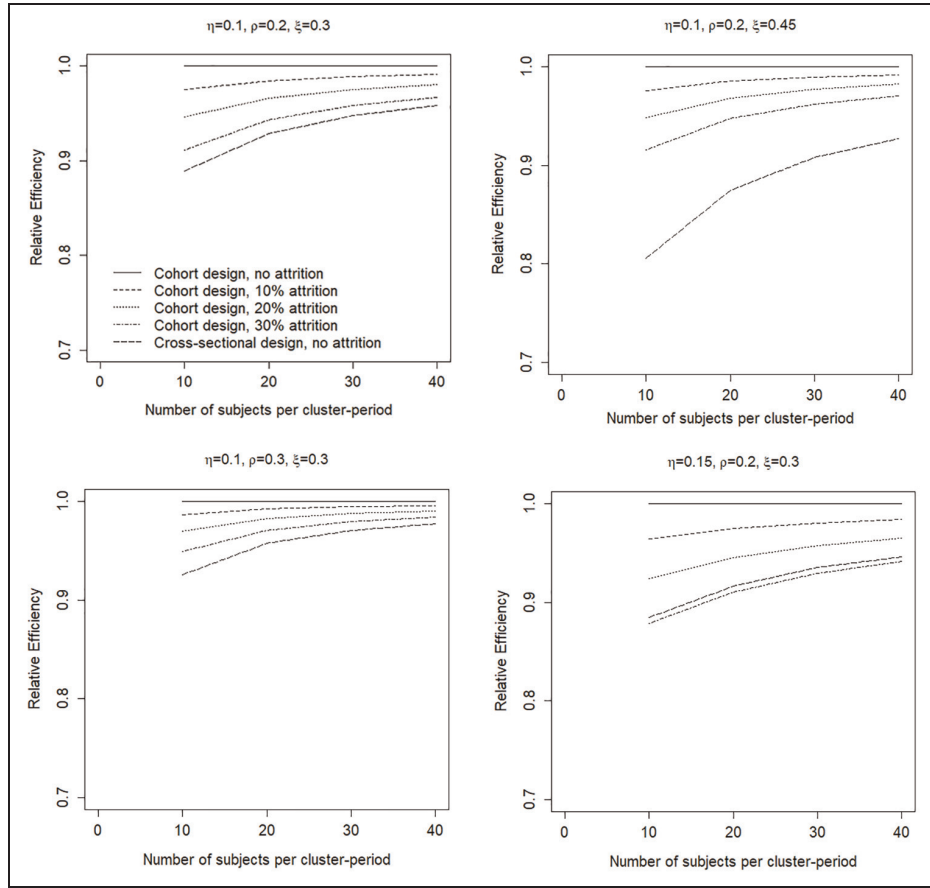 η=0.1, ρ=0.2, ξ=0.3
Relative Efficiency
1.0
0.9
0.8
0.7
Cohort design, no attrition
Cohort design, 10% attrition
Cohort design, 20% attrition
Cohort design, 30% attrition
Cross-sectional design, no attrition
0 10 20 30 40
Number of subjects per cluster-period
η=0.1, ρ=0.2, ξ=0.45
Relative Efficiency
1.0
0.9
0.8
0.7
0 10 20 30 40
Number of subjects per cluster-period
η=0.1, ρ=0.3, ξ=0.3
Relative Efficiency
1.0
0.9
0.8
0.7
0 10 20 30 40
Number of subjects per cluster-period
η=0.15, ρ=0.2, ξ=0.3
Relative Efficiency
1.0
0.9
0.8
0.7
0 10 20 30 40
Number of subjects per cluster-period